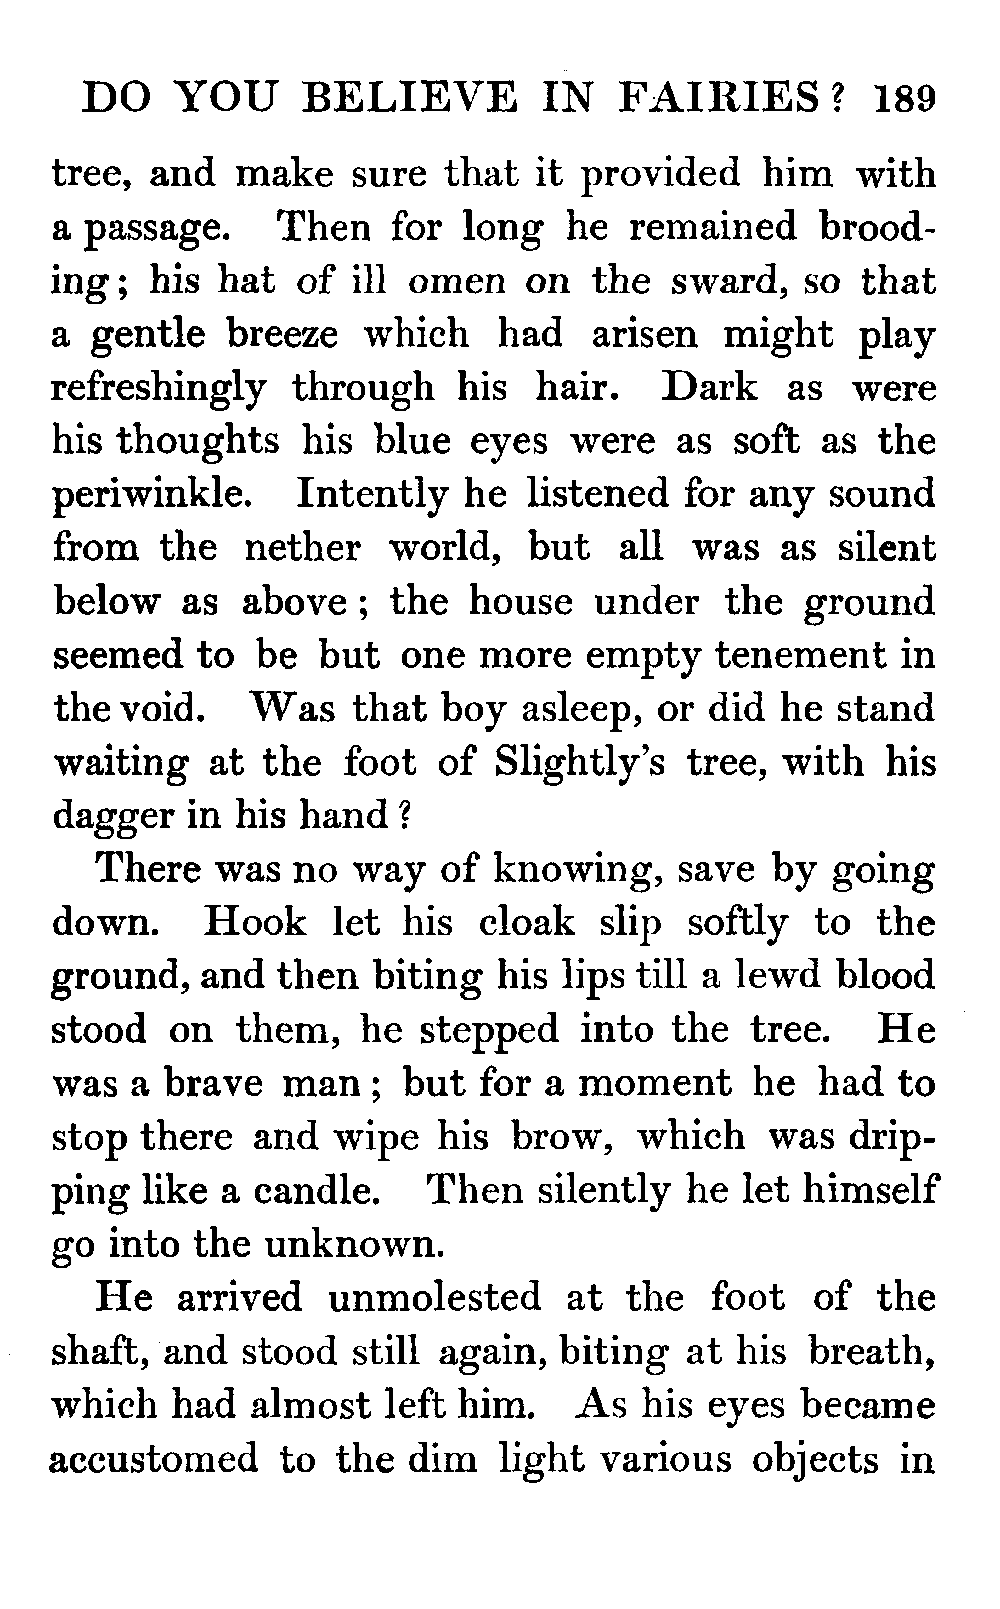 DO YOU BELIEVE IN FAIRIES? 189
tree, and make sure that it provided him with
a passage. Then for long he remained brood-
ing; his hat of ill omen on the sward, so that
a gentle breeze which had arisen might play
refreshingly through his hair. Dark as were
his thoughts his blue eyes were as soft as the
periwinkle. Intently he listened for any sound
from the nether world, but all was as silent
below as above; the house under the ground
seemed to be but one more empty tenement in
the void. Was that boy asleep, or did he stand
waiting at the foot of Slightly's tree, with his
dagger in his hand?
There was no way of knowing, save by going
down. Hook let his cloak slip softly to the
ground, and then biting his lips till a lewd blood
stood on them, he stepped into the tree. He
was a brave man; but for a moment he had to
stop there and wipe his brow, which was drip-
ping like a candle. Then silently he let himself
go into the unknown.
He arrived unmolested at the foot of the
shaft, and stood still again, biting at his breath,
which had almost left him. As his eyes became
accustomed to the dim light various objects in